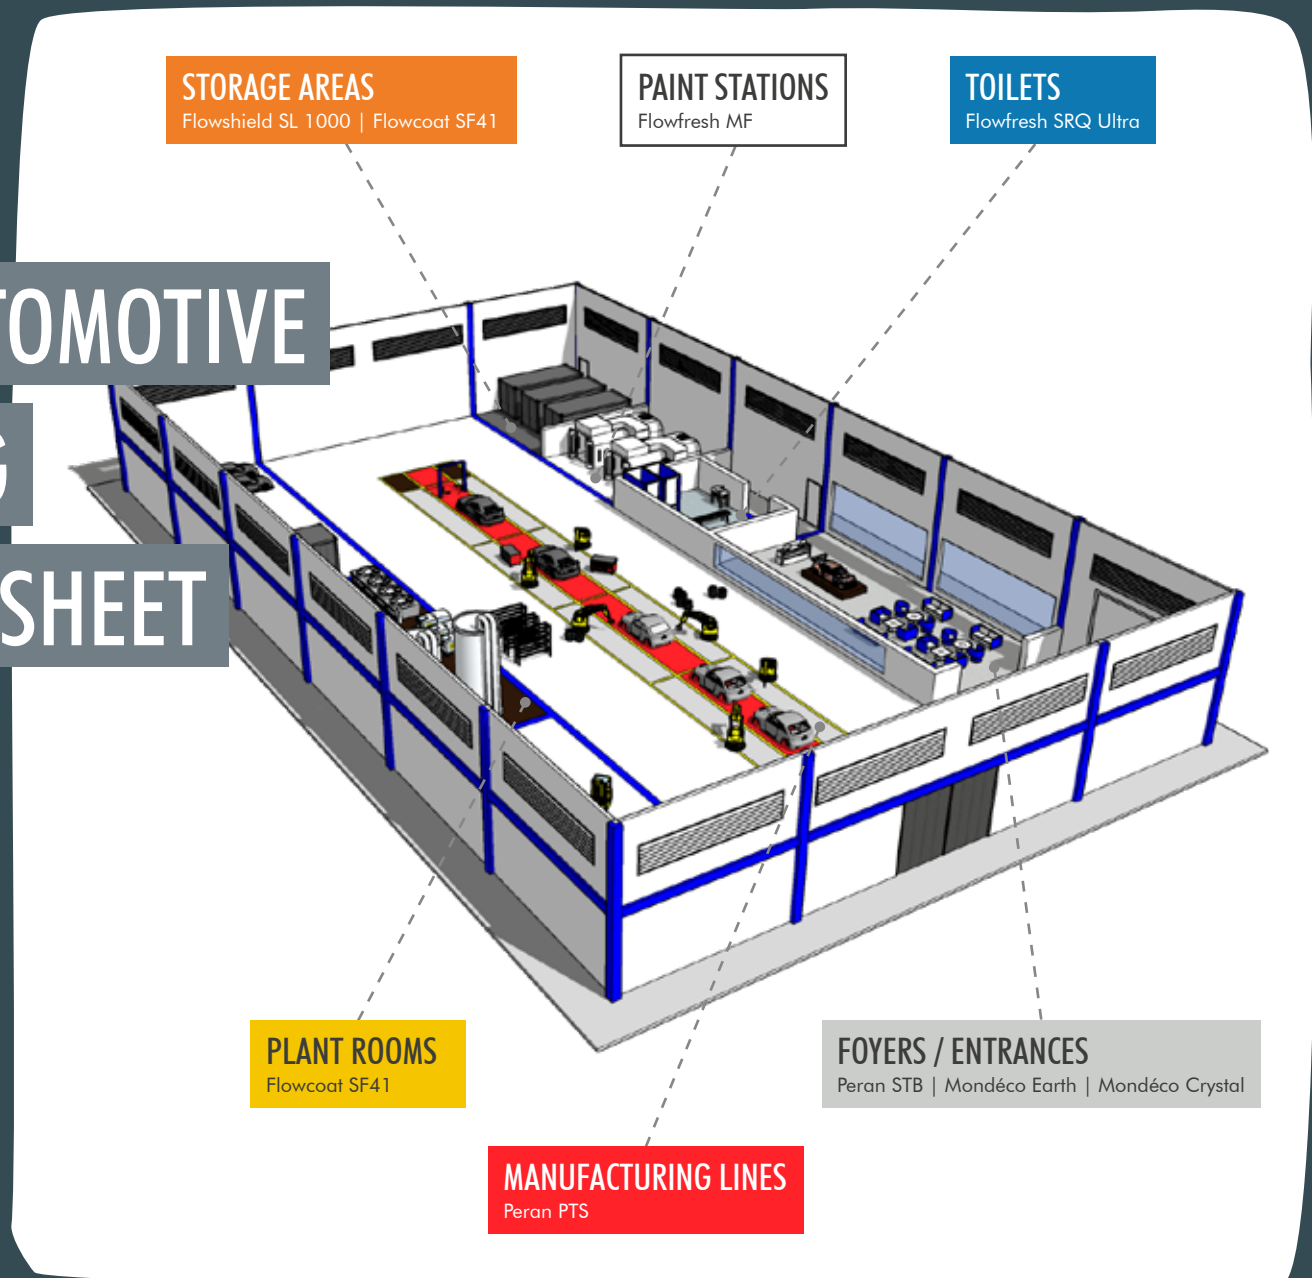 STORAGE AREAS
Flowshield SL 1000 | Flowcoat SF41
PAINT STATIONS
Flowfresh MF
TOILETS
Flowfresh SRQ Ultra
TOMOTIVE
G
SHEET
PLANT ROOMS
Flowcoat SF41
FOYERS / ENTRANCES
Peran STB | Mondéco Earth | Mondéco Crystal
MANUFACTURING LINES
Peran PTS